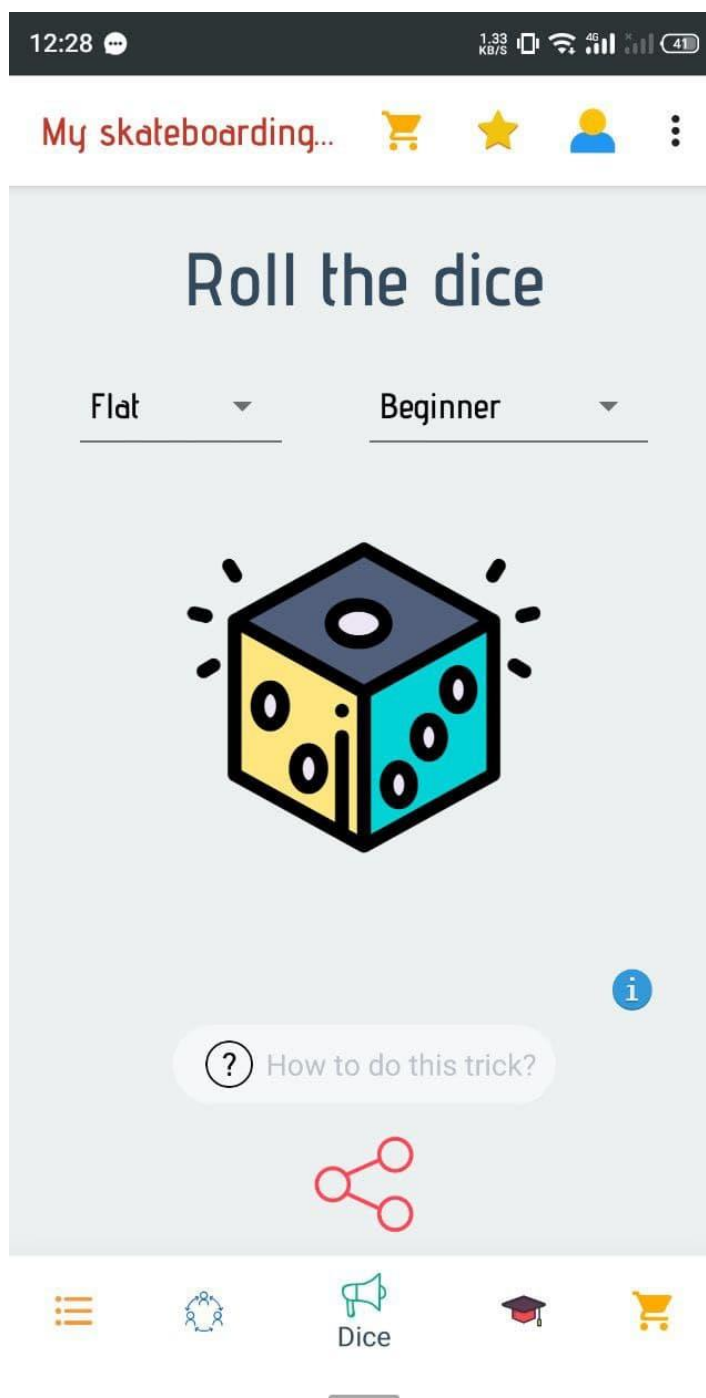 12:28
1.33 KB/S 4G 41
My skateboarding...
Roll the dice
Flat Beginner
i
? How to do this trick?
Dice